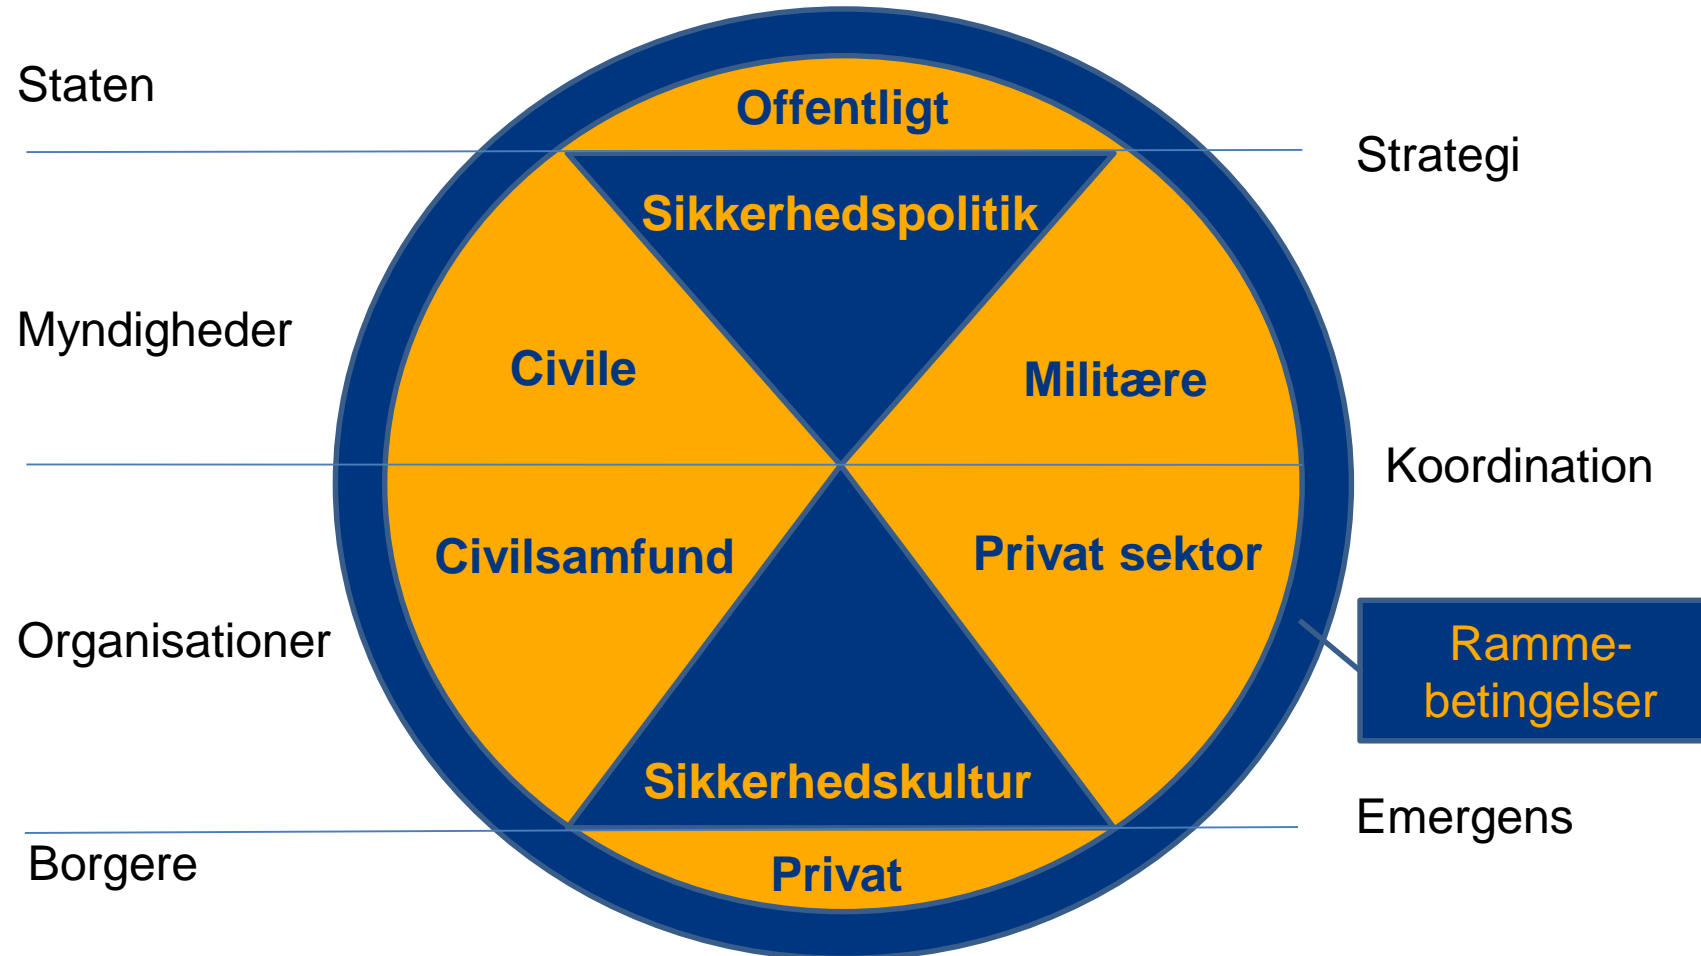 Staten
Offentligt
Strategi
Sikkerhedspolitik
Myndigheder
Civile
Militære
Koordination
Civilsamfund
Privat sektor
Organisationer
Ramme-
betingelser
Sikkerhedskultur
Emergens
Borgere
Privat